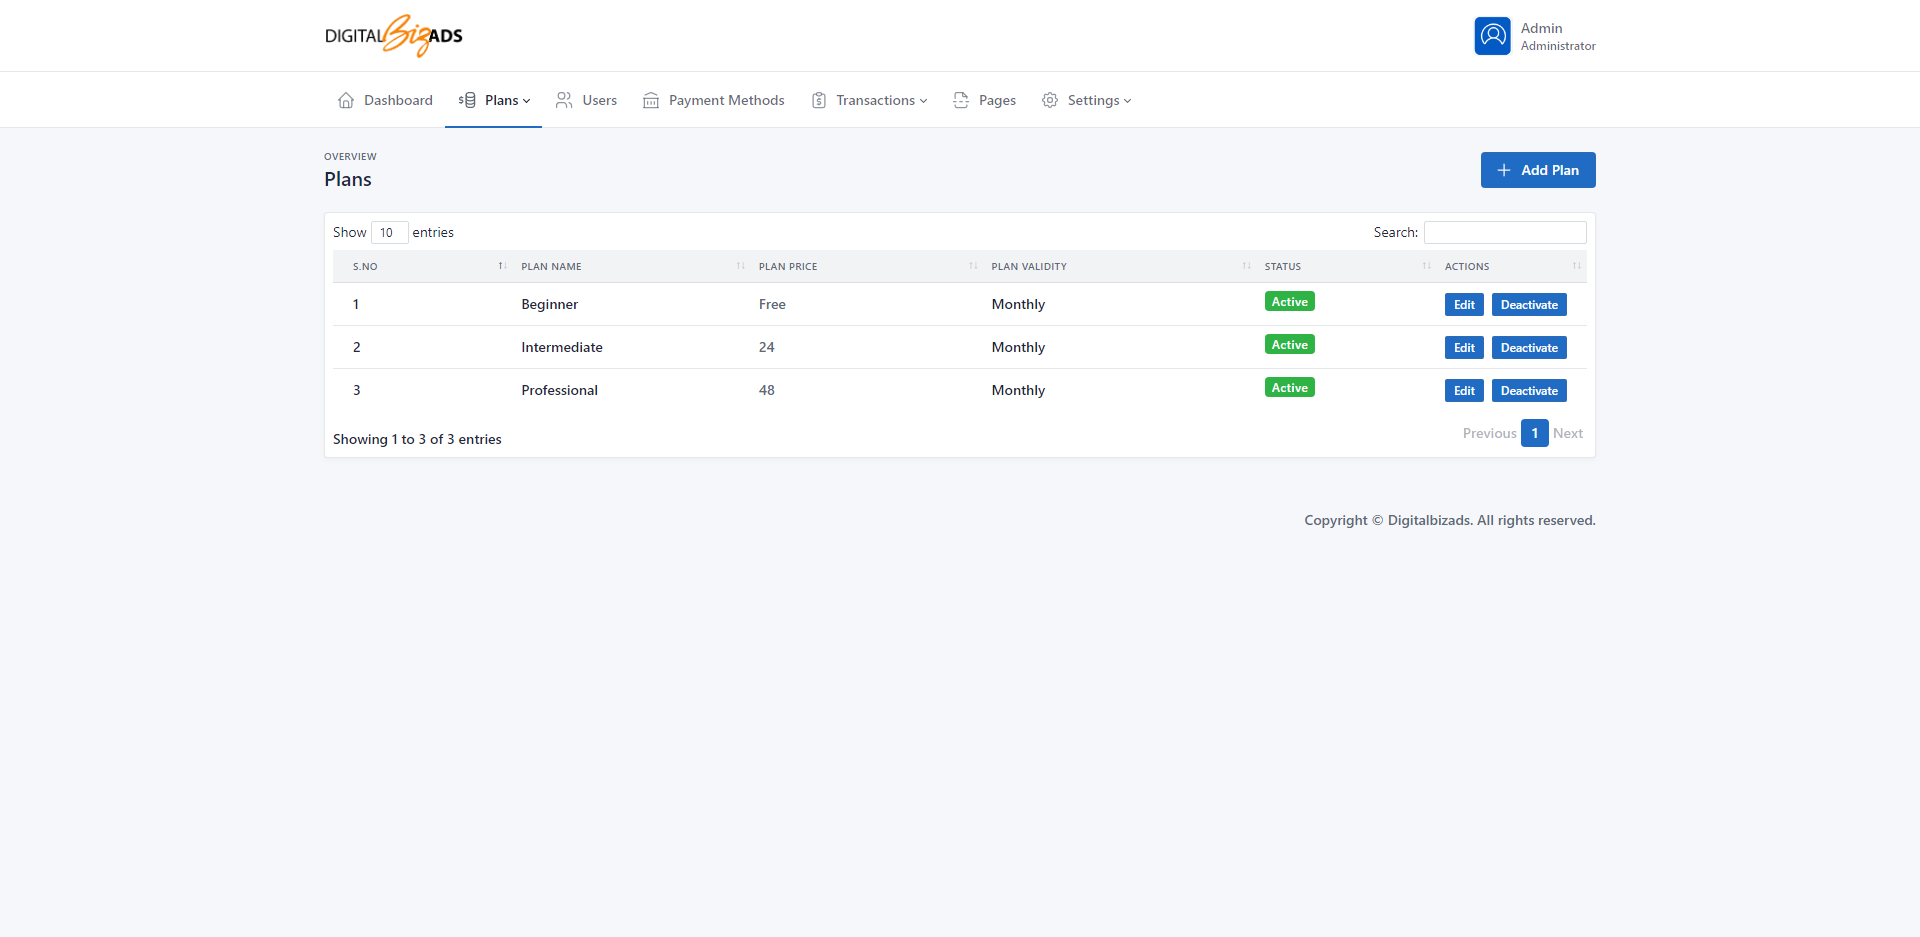 DIGITAL Biz ADS
Admin
Administrator
Dashboard Plans Users Payment Methods Transactions Pages Settings
OVERVIEW
Plans
Add Plan
Show 10 entries Search:
S.NO PLAN NAME PLAN PRICE PLAN VALIDITY STATUS ACTIONS
1 Beginner Free Monthly Active Edit Deactivate
2 Intermediate 24 Monthly Active Edit Deactivate
3 Professional 48 Monthly Active Edit Deactivate
Showing 1 to 3 of 3 entries Previous 1 Next
Copyright © Digitalbizads. All rights reserved.